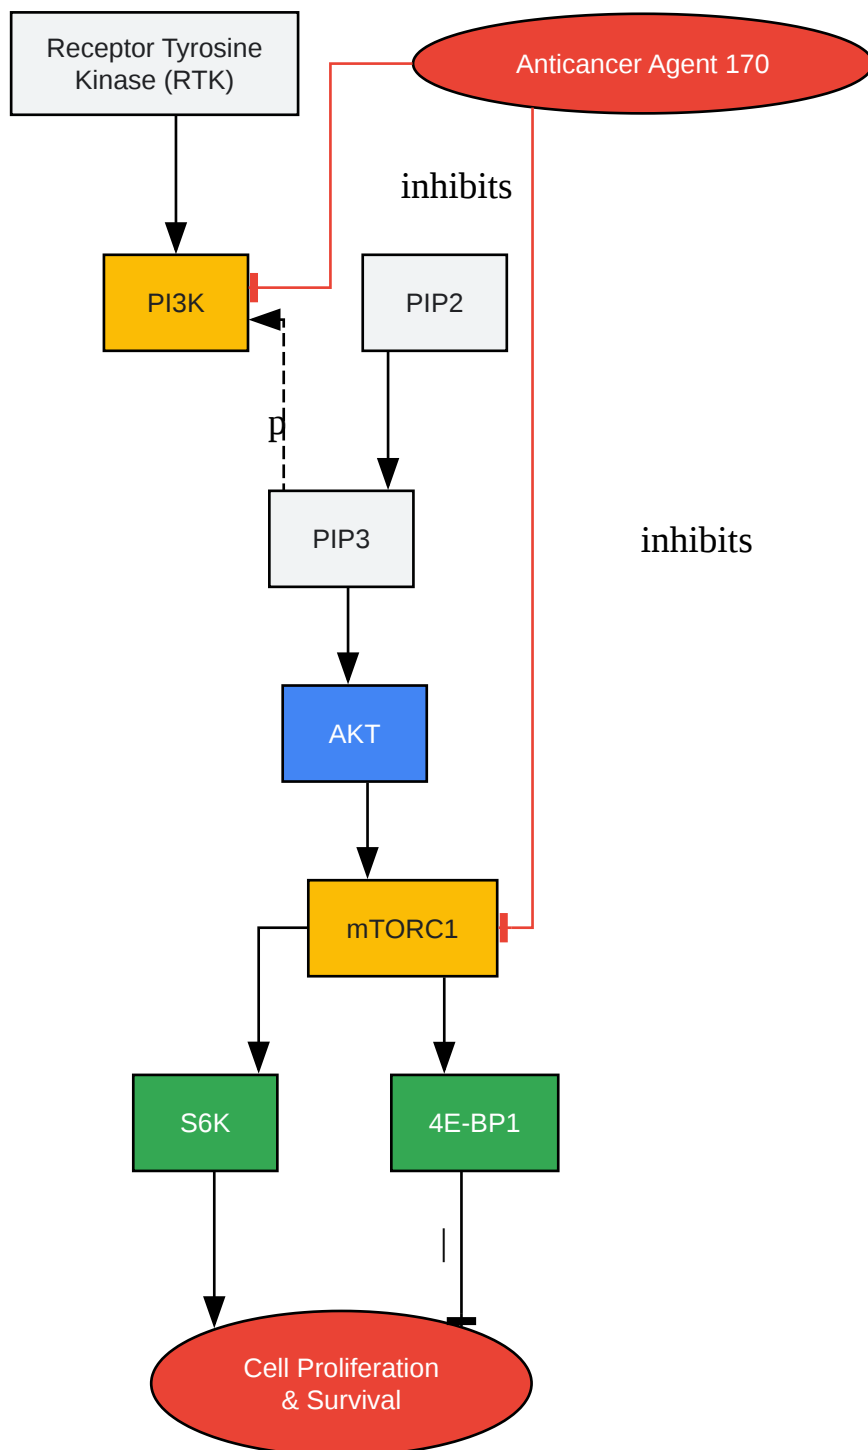 Receptor Tyrosine
Kinase (RTK)
Anticancer Agent 170
inhibits
PI3K
PIP2
p
PIP3
inhibits
AKT
mTORC1
S6K
4E-BP1
|
Cell Proliferation
& Survival